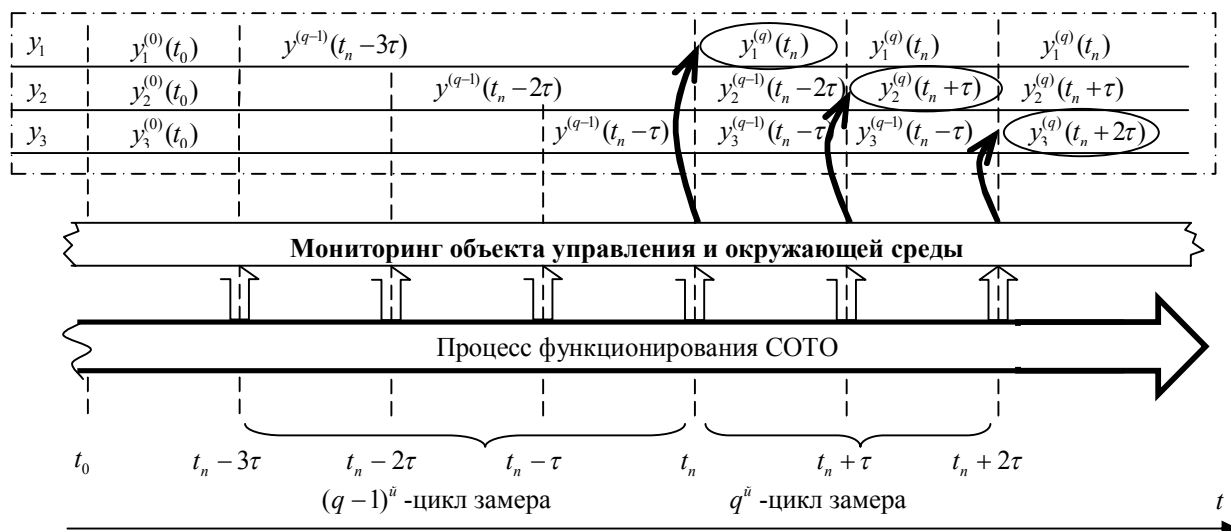 y₁ y₁⁽⁰⁾(t₀) y⁽q⁻¹⁾(tₙ−3τ) y₁⁽q⁾(tₙ) y₁⁽q⁾(tₙ) y₁⁽q⁾(tₙ)
y₂ y₂⁽⁰⁾(t₀) y⁽q⁻¹⁾(tₙ−2τ) y₂⁽q⁻¹⁾(tₙ−2τ) y₂⁽q⁾(tₙ+τ) y₂⁽q⁾(tₙ+τ)
y₃ y₃⁽⁰⁾(t₀) y⁽q⁻¹⁾(tₙ−τ) y₃⁽q⁻¹⁾(tₙ−τ) y₃⁽q⁻¹⁾(tₙ−τ) y₃⁽q⁾(tₙ+2τ)
Мониторинг объекта управления и окружающей среды
Процесс функционирования СОТО
t₀ tₙ−3τ tₙ−2τ tₙ−τ tₙ tₙ+τ tₙ+2τ
(q−1)й -цикл замера qй -цикл замера t